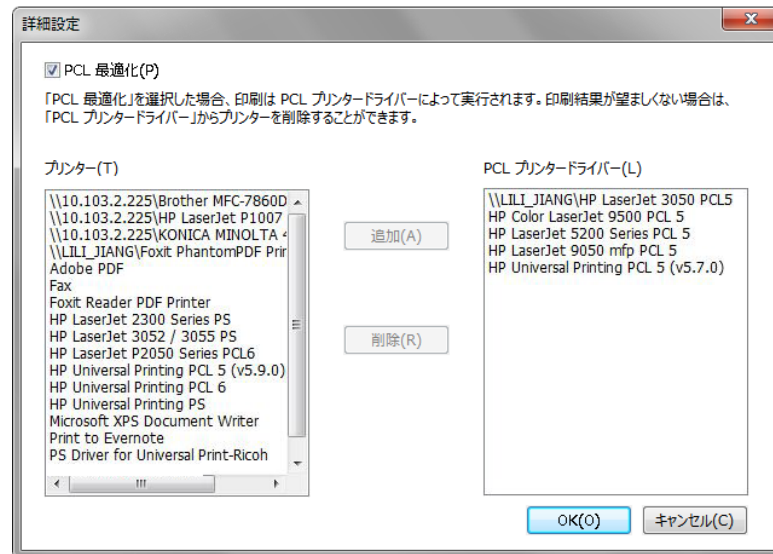 詳細設定
PCL 最適化(P)
「PCL 最適化」を選択した場合、印刷は PCL プリンタードライバーによって実行されます。印刷結果が望ましくない場合は、
「PCL プリンタードライバー」からプリンターを削除することができます。
プリンター(T)
\\10.103.2.225\Brother MFC-7860D
\\10.103.2.225\HP LaserJet P1007
\\10.103.2.225\KONICA MINOLTA 4
\\LILI_JIANG\Foxit PhantomPDF Prir
Adobe PDF
Fax
Foxit Reader PDF Printer
HP LaserJet 2300 Series PS
HP LaserJet 3052 / 3055 PS
HP LaserJet P2050 Series PCL6
HP Universal Printing PCL 5 (v5.9.0)
HP Universal Printing PCL 6
HP Universal Printing PS
Microsoft XPS Document Writer
Print to Evernote
PS Driver for Universal Print-Ricoh
追加(A)
削除(R)
PCL プリンタードライバー(L)
\\LILI_JIANG\HP LaserJet 3050 PCL5
HP Color LaserJet 9500 PCL 5
HP LaserJet 5200 Series PCL 5
HP LaserJet 9050 mfp PCL 5
HP Universal Printing PCL 5 (v5.7.0)
OK(O)
キャンセル(C)